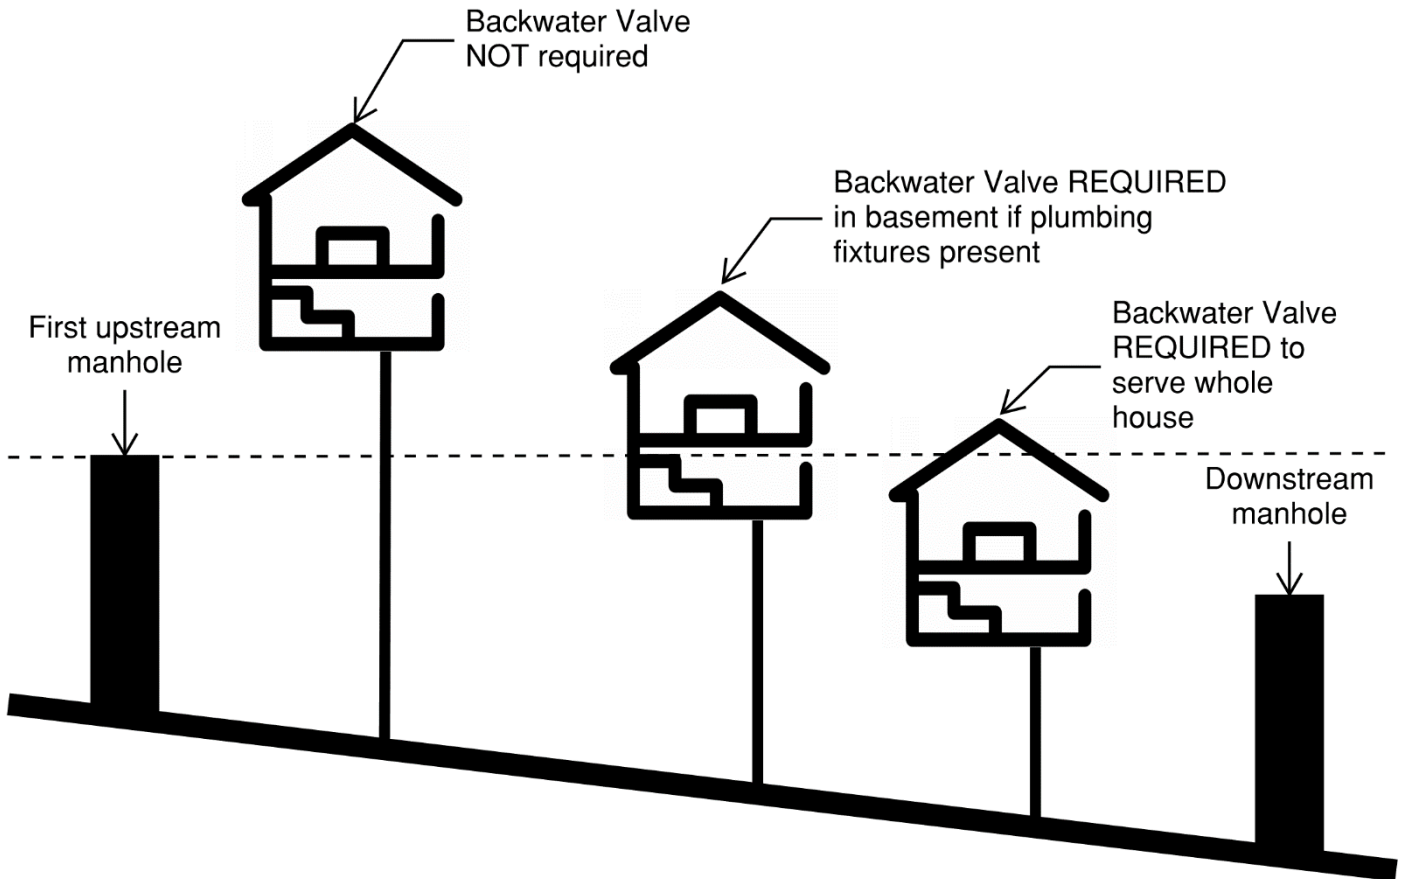 Backwater Valve
NOT required
Backwater Valve REQUIRED
in basement if plumbing
fixtures present
First upstream
manhole
Backwater Valve
REQUIRED to
serve whole
house
Downstream
manhole